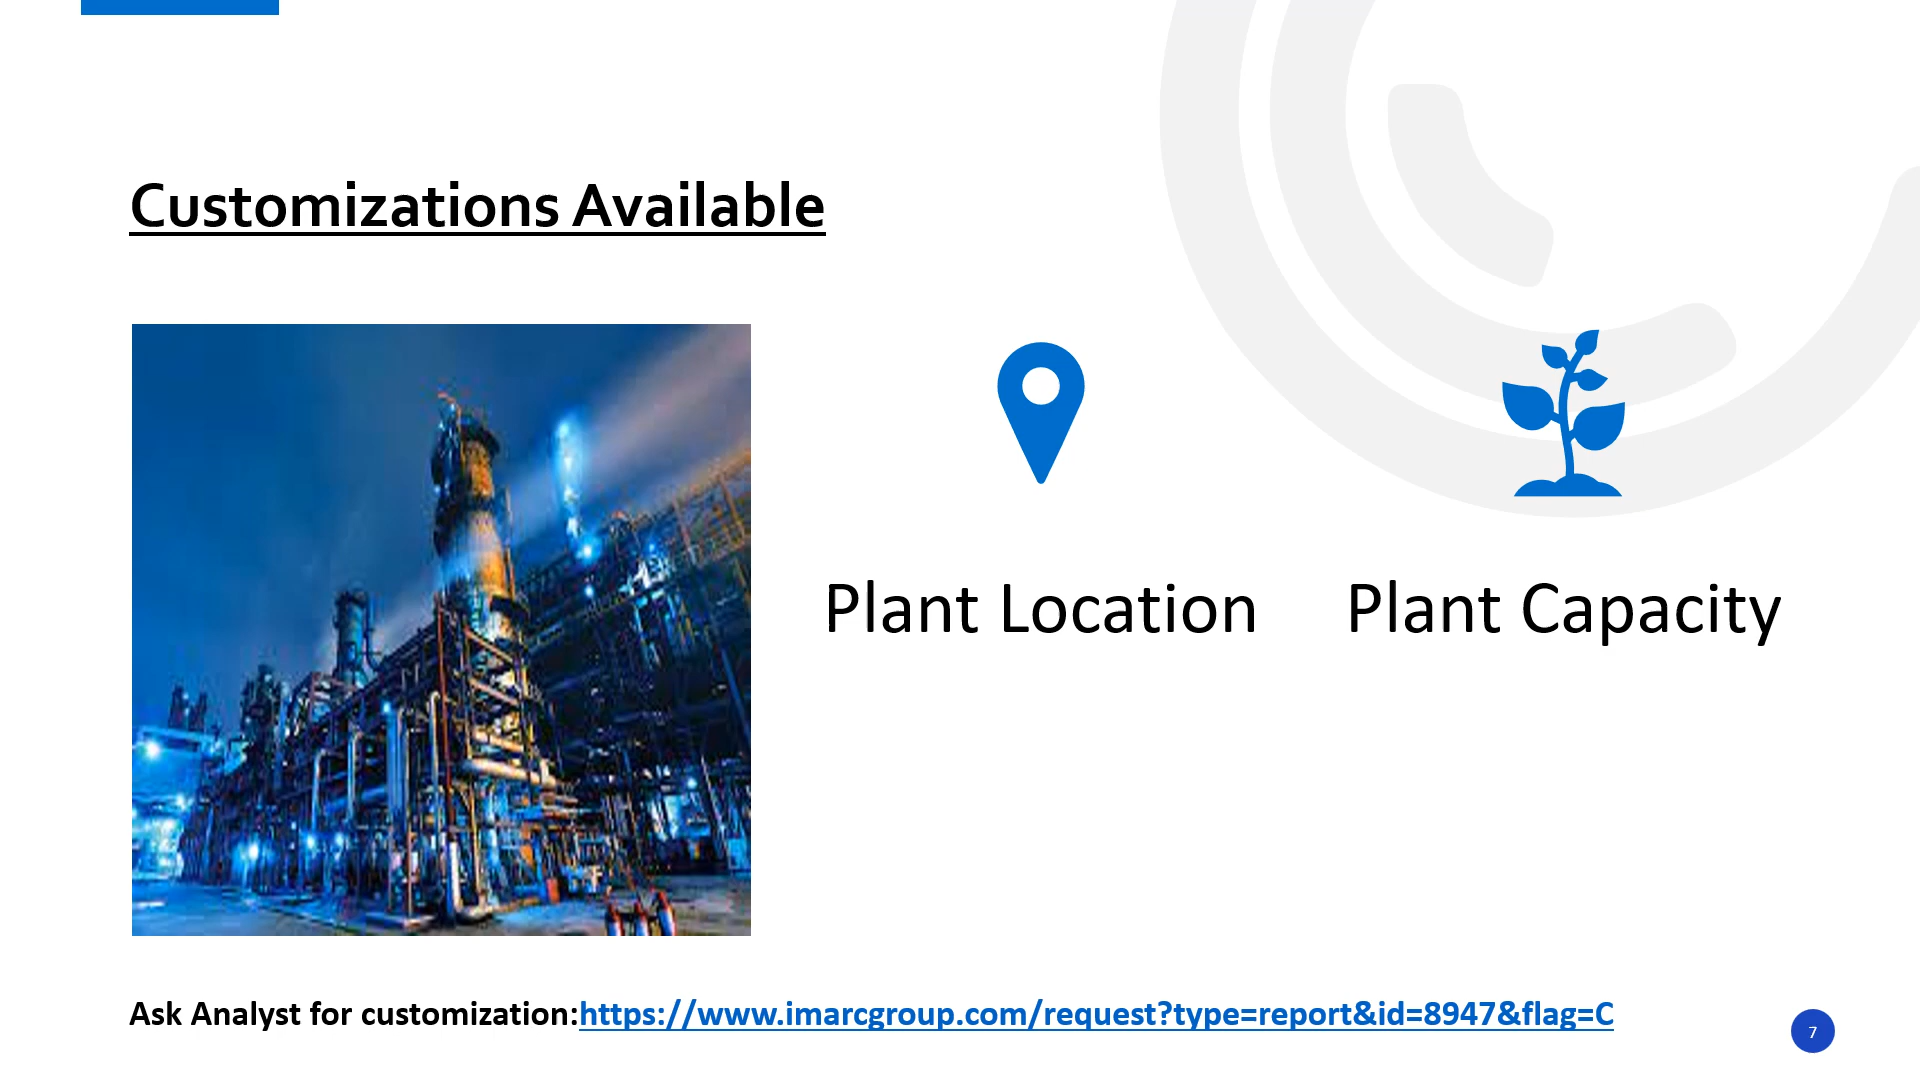 Customizations Available
Plant Location
Plant Capacity
Ask Analyst for customization:https://www.imarcgroup.com/request?type=report&id=8947&flag=C
7